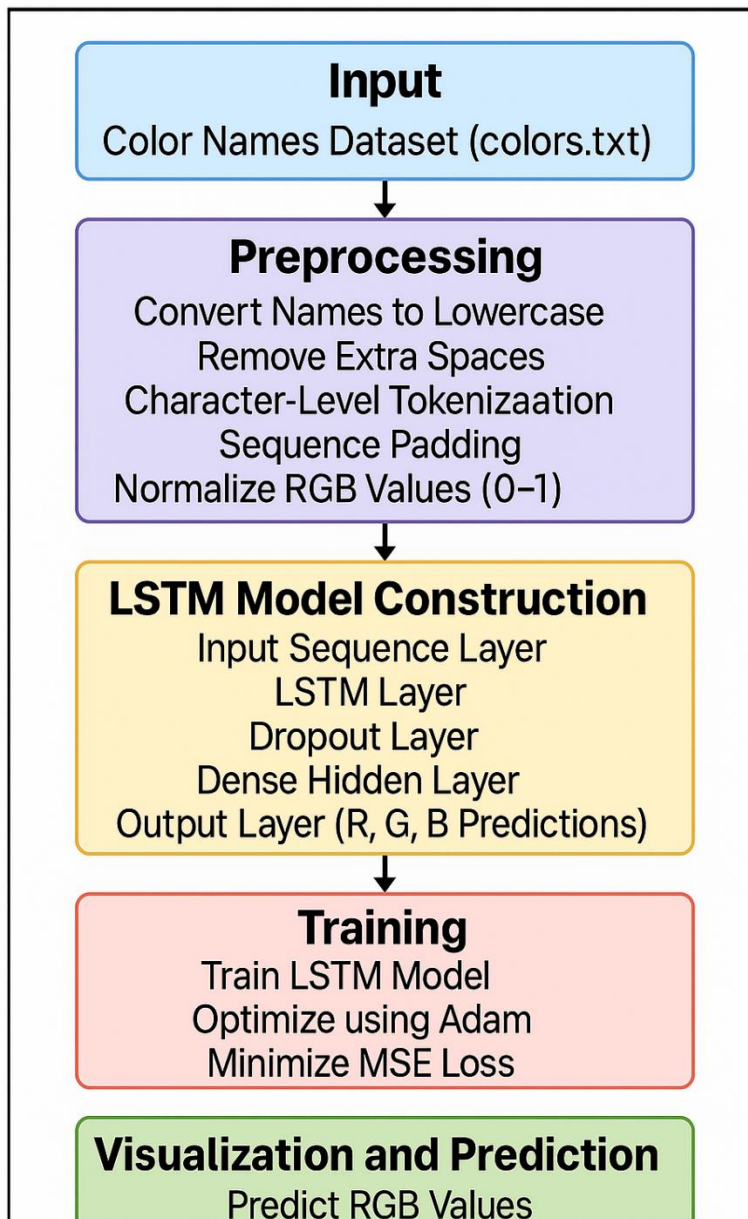 Input
Color Names Dataset (colors.txt)
Preprocessing
Convert Names to Lowercase
Remove Extra Spaces
Character-Level Tokenizaation
Sequence Padding
Normalize RGB Values (0–1)
LSTM Model Construction
Input Sequence Layer
LSTM Layer
Dropout Layer
Dense Hidden Layer
Output Layer (R, G, B Predictions)
Training
Train LSTM Model
Optimize using Adam
Minimize MSE Loss
Visualization and Prediction
Predict RGB Values